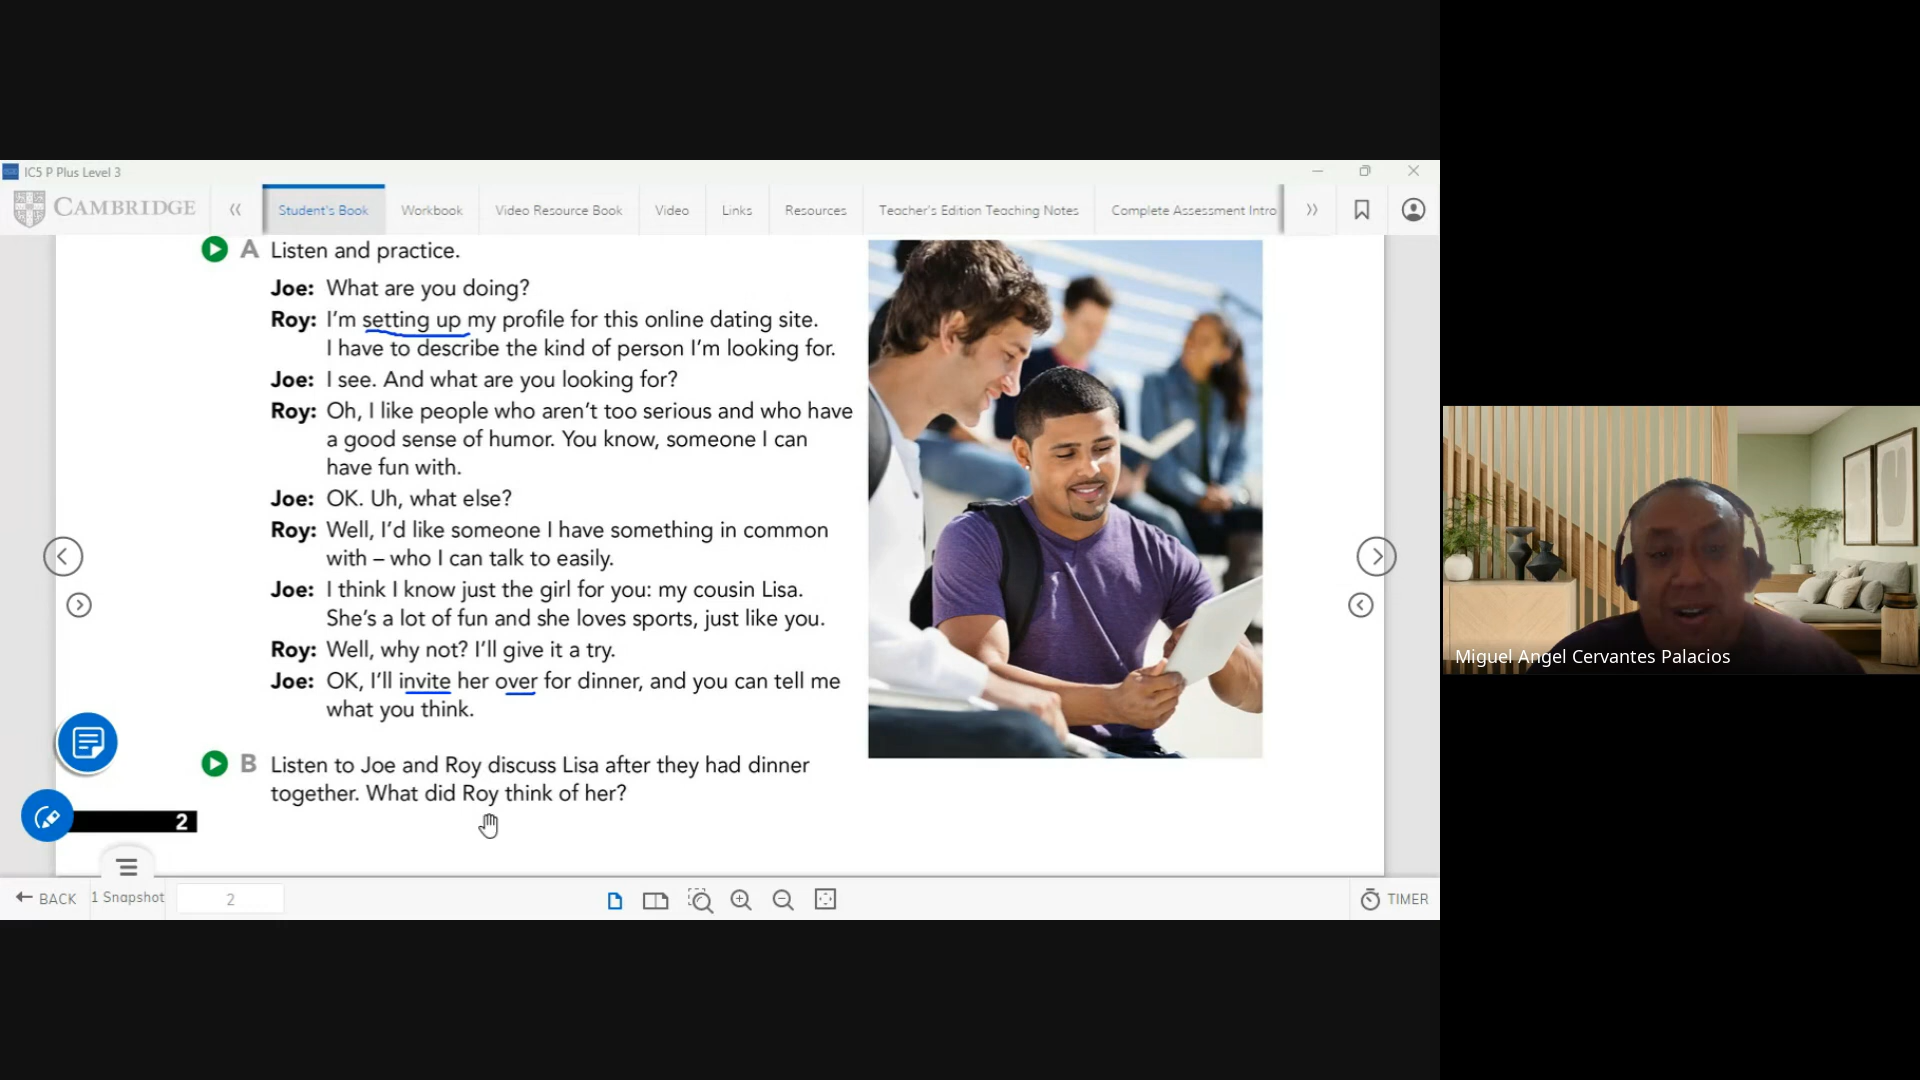 IC5 P Plus Level 3
CAMBRIDGE
Student's Book
Workbook
Video Resource Book
Video
Links
Resources
Teacher's Edition Teaching Notes
Complete Assessment Intro
A Listen and practice.
Joe: What are you doing?
Roy: I'm setting up my profile for this online dating site.
I have to describe the kind of person I'm looking for.
Joe: I see. And what are you looking for?
Roy: Oh, I like people who aren't too serious and who have
a good sense of humor. You know, someone I can
have fun with.
Joe: OK. Uh, what else?
Roy: Well, I'd like someone I have something in common
with – who I can talk to easily.
Joe: I think I know just the girl for you: my cousin Lisa.
She's a lot of fun and she loves sports, just like you.
Roy: Well, why not? I'll give it a try.
Joe: OK, I'll invite her over for dinner, and you can tell me
what you think.
B Listen to Joe and Roy discuss Lisa after they had dinner
together. What did Roy think of her?
2
BACK
1 Snapshot
2
TIMER
Miguel Angel Cervantes Palacios